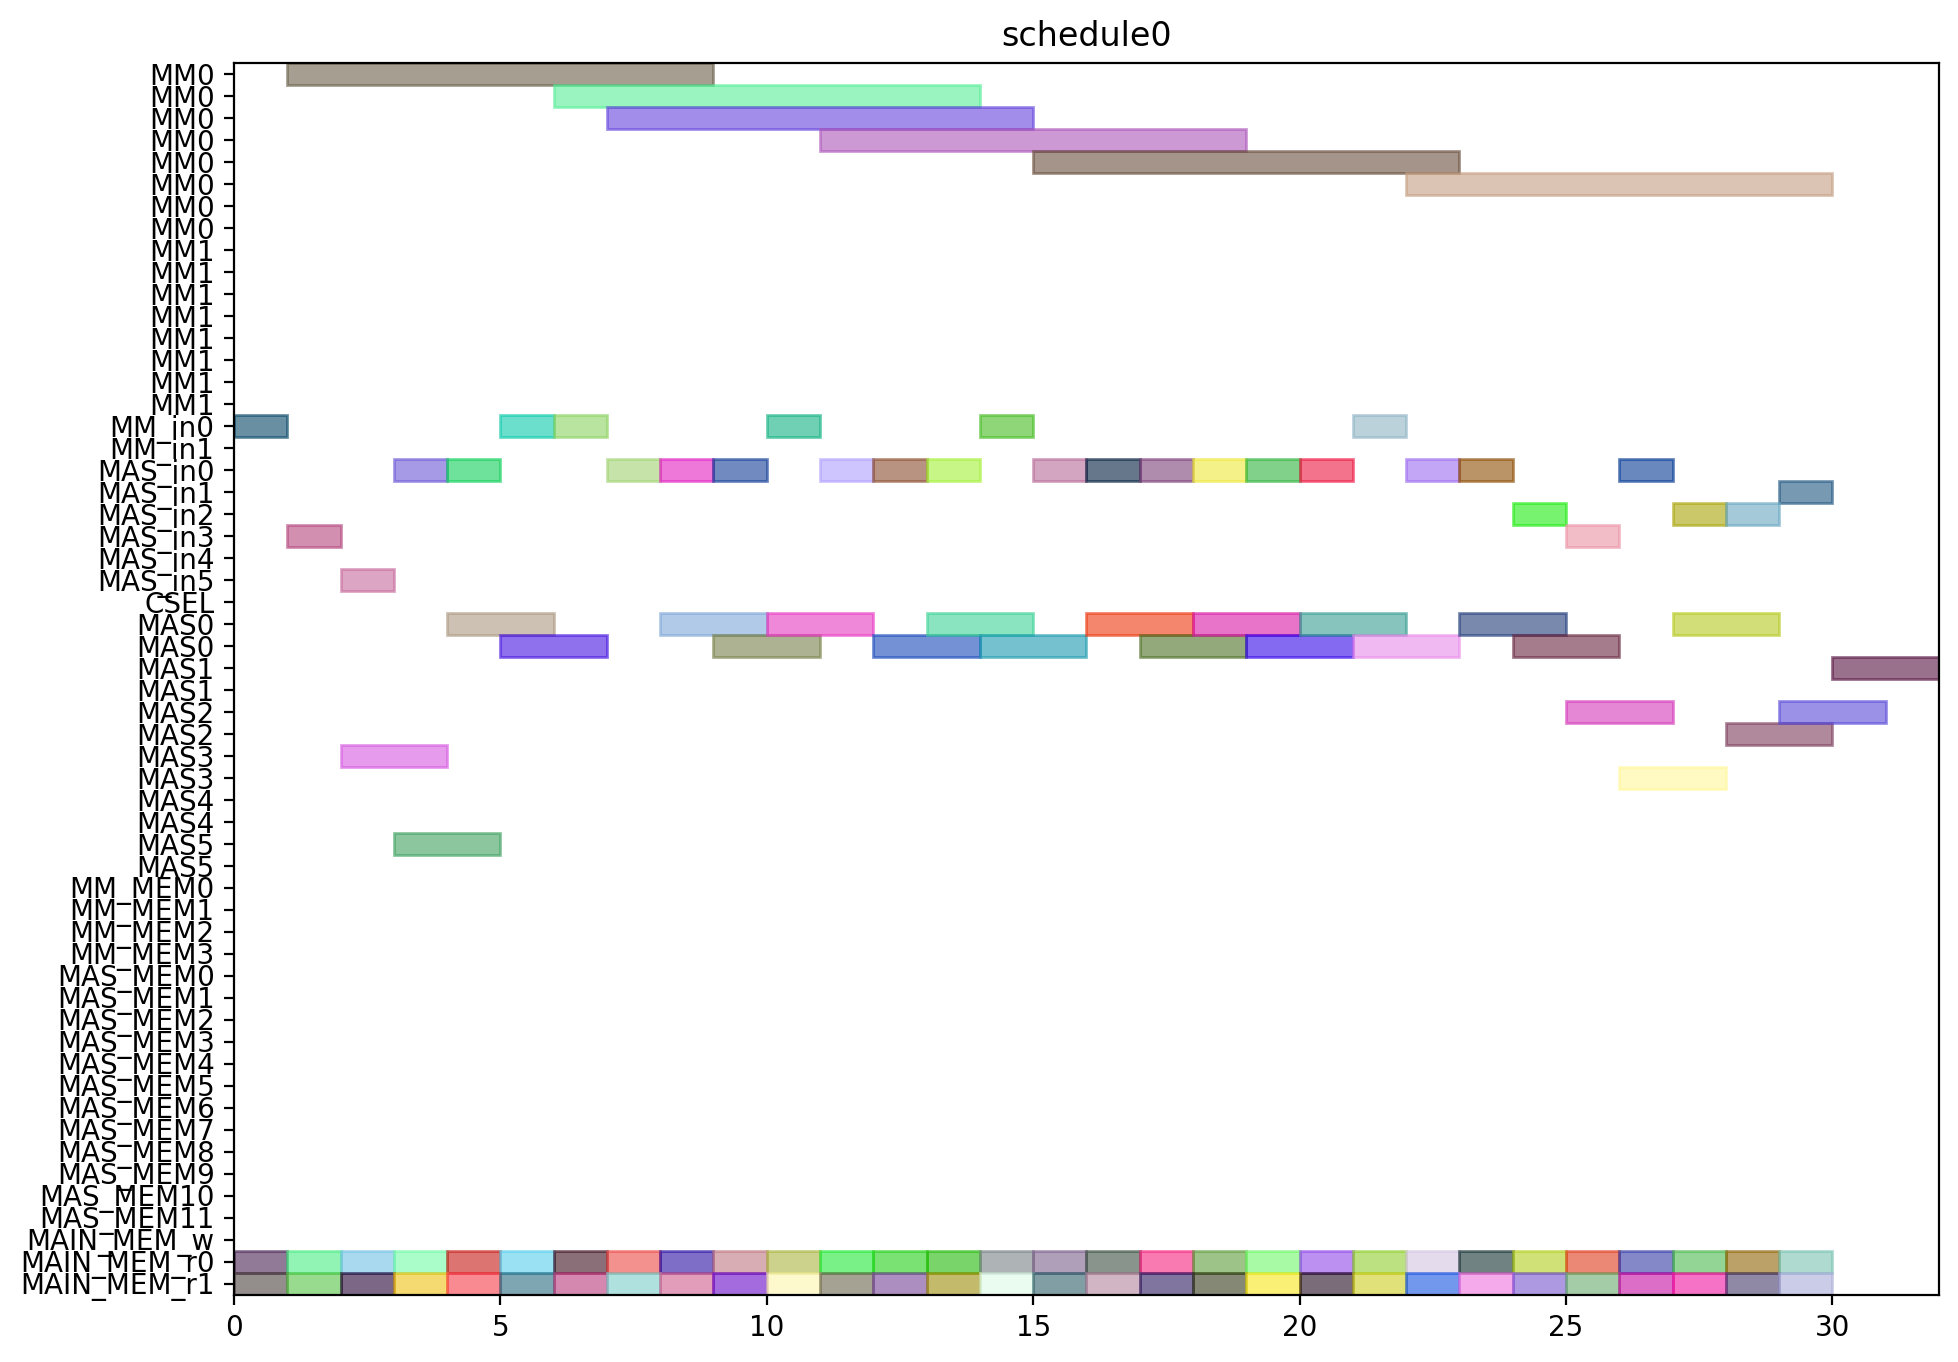 schedule0
MM0
MM0
MM0
MM0
MM0
MM0
MM0
MM0
MM1
MM1
MM1
MM1
MM1
MM1
MM1
MM1
MM_in0
MM_in1
MAS_in0
MAS_in1
MAS_in2
MAS_in3
MAS_in4
MAS_in5
CSEL
MAS0
MAS0
MAS1
MAS1
MAS2
MAS2
MAS3
MAS3
MAS4
MAS4
MAS5
MAS5
MM_MEM0
MM_MEM1
MM_MEM2
MM_MEM3
MAS_MEM0
MAS_MEM1
MAS_MEM2
MAS_MEM3
MAS_MEM4
MAS_MEM5
MAS_MEM6
MAS_MEM7
MAS_MEM8
MAS_MEM9
MAS_MEM10
MAS_MEM11
MAIN_MEM_w
MAIN_MEM_r0
MAIN_MEM_r1
0 5 10 15 20 25 30